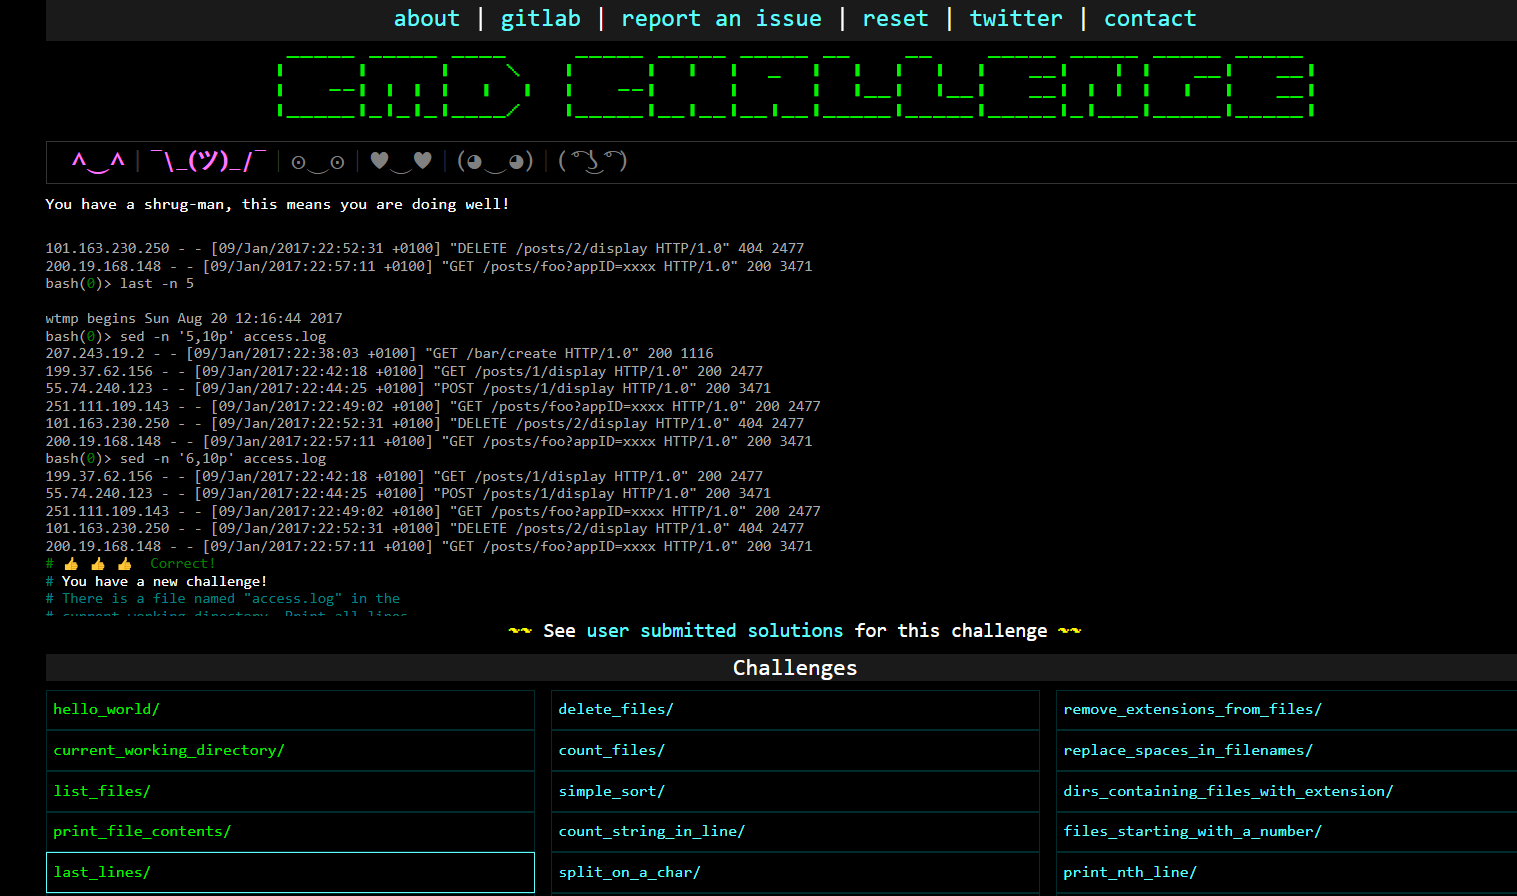 about | gitlab | report an issue | reset | twitter | contact
CMD CHALLENGE
^‿^ | ¯\_(ツ)_/¯ | ⊙‿⊙ | ♥‿♥ | (◕‿◕) | ( ͡° ͜ʖ ͡°)
You have a shrug-man, this means you are doing well!
101.163.230.250 - - [09/Jan/2017:22:52:31 +0100] "DELETE /posts/2/display HTTP/1.0" 404 2477
200.19.168.148 - - [09/Jan/2017:22:57:11 +0100] "GET /posts/foo?appID=xxxx HTTP/1.0" 200 3471
bash(0)> last -n 5
wtmp begins Sun Aug 20 12:16:44 2017
bash(0)> sed -n '5,10p' access.log
207.243.19.2 - - [09/Jan/2017:22:38:03 +0100] "GET /bar/create HTTP/1.0" 200 1116
199.37.62.156 - - [09/Jan/2017:22:42:18 +0100] "GET /posts/1/display HTTP/1.0" 200 2477
55.74.240.123 - - [09/Jan/2017:22:44:25 +0100] "POST /posts/1/display HTTP/1.0" 200 3471
251.111.109.143 - - [09/Jan/2017:22:49:02 +0100] "GET /posts/foo?appID=xxxx HTTP/1.0" 200 2477
101.163.230.250 - - [09/Jan/2017:22:52:31 +0100] "DELETE /posts/2/display HTTP/1.0" 404 2477
200.19.168.148 - - [09/Jan/2017:22:57:11 +0100] "GET /posts/foo?appID=xxxx HTTP/1.0" 200 3471
bash(0)> sed -n '6,10p' access.log
199.37.62.156 - - [09/Jan/2017:22:42:18 +0100] "GET /posts/1/display HTTP/1.0" 200 2477
55.74.240.123 - - [09/Jan/2017:22:44:25 +0100] "POST /posts/1/display HTTP/1.0" 200 3471
251.111.109.143 - - [09/Jan/2017:22:49:02 +0100] "GET /posts/foo?appID=xxxx HTTP/1.0" 200 2477
101.163.230.250 - - [09/Jan/2017:22:52:31 +0100] "DELETE /posts/2/display HTTP/1.0" 404 2477
200.19.168.148 - - [09/Jan/2017:22:57:11 +0100] "GET /posts/foo?appID=xxxx HTTP/1.0" 200 3471
# 👍 👍 👍 Correct!
# You have a new challenge!
# There is a file named "access.log" in the
# current working directory. Print all lines
~~ See user submitted solutions for this challenge ~~
Challenges
hello_world/
current_working_directory/
list_files/
print_file_contents/
last_lines/
delete_files/
count_files/
simple_sort/
count_string_in_line/
split_on_a_char/
remove_extensions_from_files/
replace_spaces_in_filenames/
dirs_containing_files_with_extension/
files_starting_with_a_number/
print_nth_line/